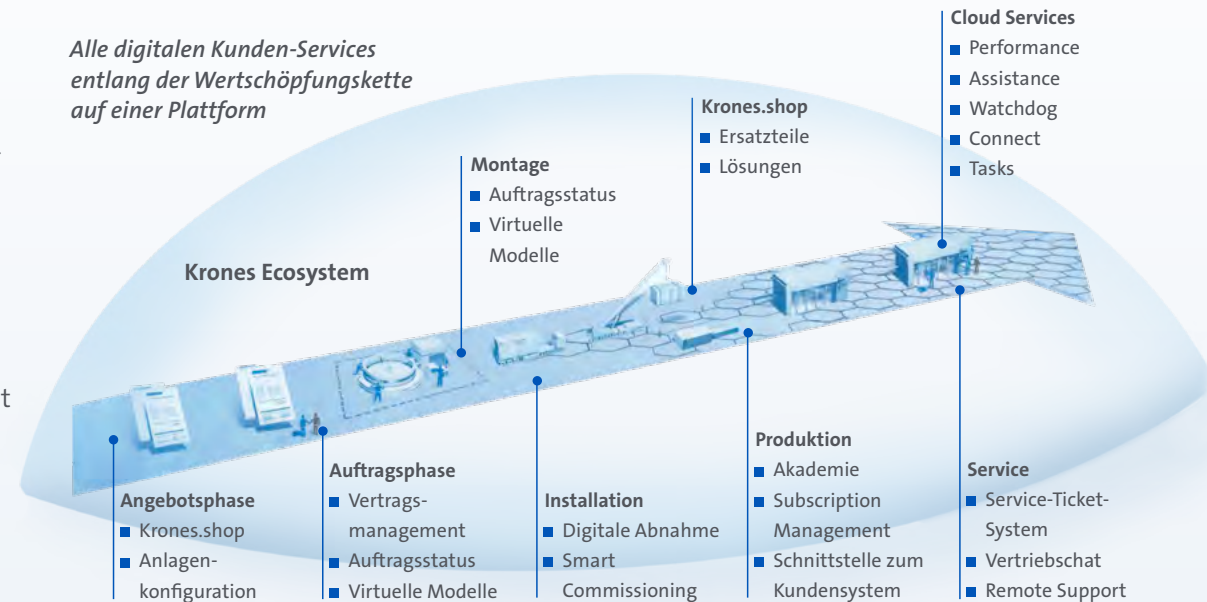 Alle digitalen Kunden-Services
entlang der Wertschöpfungskette
auf einer Plattform
Krones Ecosystem
Angebotsphase
Krones.shop
Anlagen-
konfiguration
Auftragsphase
Vertrags-
management
Auftragsstatus
Virtuelle Modelle
Montage
Auftragsstatus
Virtuelle
Modelle
Installation
Digitale Abnahme
Smart
Commissioning
Krones.shop
Ersatzteile
Lösungen
Produktion
Akademie
Subscription
Management
Schnittstelle zum
Kundensystem
Cloud Services
Performance
Assistance
Watchdog
Connect
Tasks
Service
Service-Ticket-
System
Vertriebschat
Remote Support